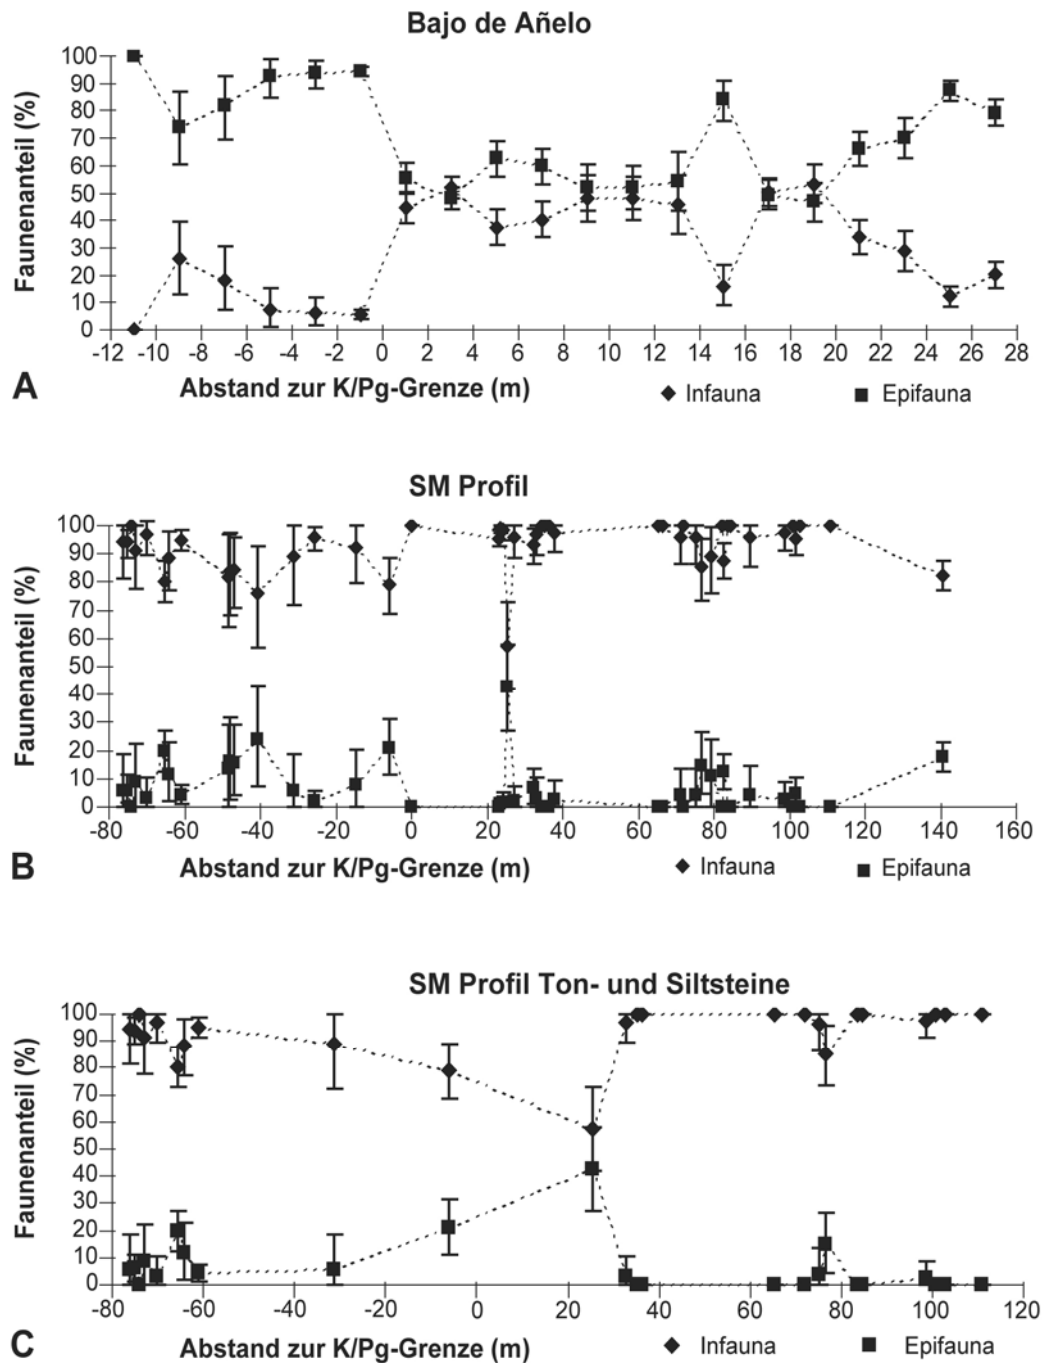 Bajo de Añelo
Faunenanteil (%)
100
90
80
70
60
50
40
30
20
10
0
-12 -10 -8 -6 -4 -2 0 2 4 6 8 10 12 14 16 18 20 22 24 26 28
A Abstand zur K/Pg-Grenze (m) Infauna Epifauna
SM Profil
Faunenanteil (%)
100
90
80
70
60
50
40
30
20
10
0
-80 -60 -40 -20 0 20 40 60 80 100 120 140 160
B Abstand zur K/Pg-Grenze (m) Infauna Epifauna
SM Profil Ton- und Siltsteine
Faunenanteil (%)
100
90
80
70
60
50
40
30
20
10
0
-80 -60 -40 -20 0 20 40 60 80 100 120
C Abstand zur K/Pg-Grenze (m) Infauna Epifauna